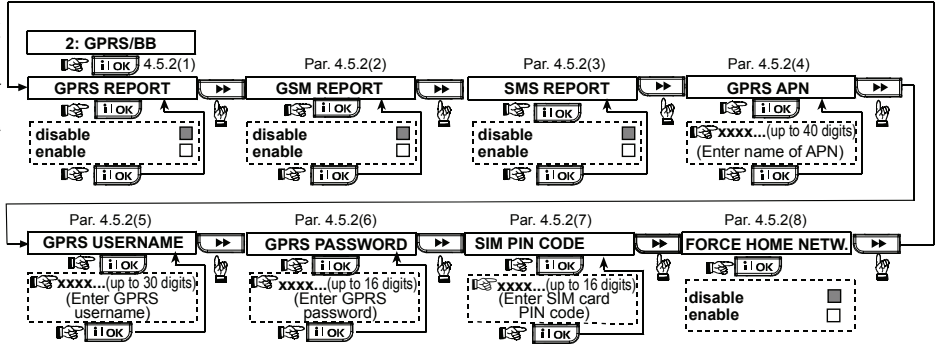 2: GPRS/BB
i I OK 4.5.2(1) Par. 4.5.2(2) Par. 4.5.2(3) Par. 4.5.2(4)
GPRS REPORT GSM REPORT SMS REPORT GPRS APN
i I OK i I OK i I OK i I OK
disable disable disable xxxx...(up to 40 digits)
enable enable enable (Enter name of APN)
i I OK i I OK i I OK i I OK
Par. 4.5.2(5) Par. 4.5.2(6) Par. 4.5.2(7) Par. 4.5.2(8)
GPRS USERNAME GPRS PASSWORD SIM PIN CODE FORCE HOME NETW.
i I OK i I OK i I OK i I OK
xxxx...(up to 30 digits) xxxx...(up to 16 digits) xxxx...(up to 16 digits) disable
(Enter GPRS (Enter GPRS (Enter SIM card enable
username) password) PIN code)
i I OK i I OK i I OK